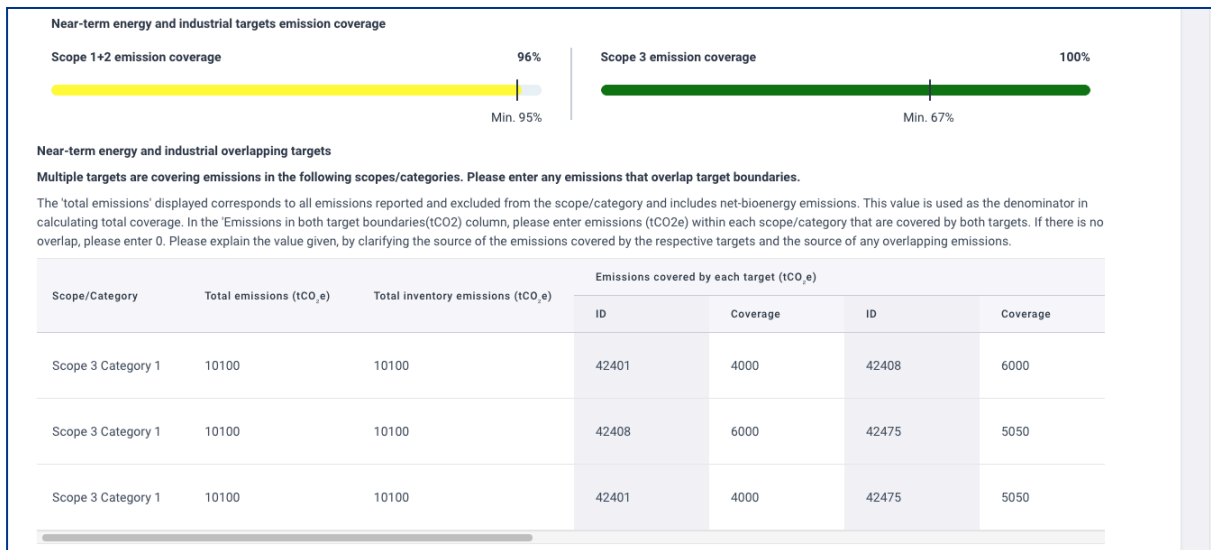 Near-term energy and industrial targets emission coverage
Scope 1+2 emission coverage 96%
Min. 95%
Scope 3 emission coverage 100%
Min. 67%
Near-term energy and industrial overlapping targets
Multiple targets are covering emissions in the following scopes/categories. Please enter any emissions that overlap target boundaries.
The 'total emissions' displayed corresponds to all emissions reported and excluded from the scope/category and includes net-bioenergy emissions. This value is used as the denominator in
calculating total coverage. In the 'Emissions in both target boundaries(tCO2) column, please enter emissions (tCO2e) within each scope/category that are covered by both targets. If there is no
overlap, please enter 0. Please explain the value given, by clarifying the source of the emissions covered by the respective targets and the source of any overlapping emissions.
Scope/Category Total emissions (tCO₂e) Total inventory emissions (tCO₂e) Emissions covered by each target (tCO₂e)
ID Coverage ID Coverage
Scope 3 Category 1 10100 10100 42401 4000 42408 6000
Scope 3 Category 1 10100 10100 42408 6000 42475 5050
Scope 3 Category 1 10100 10100 42401 4000 42475 5050